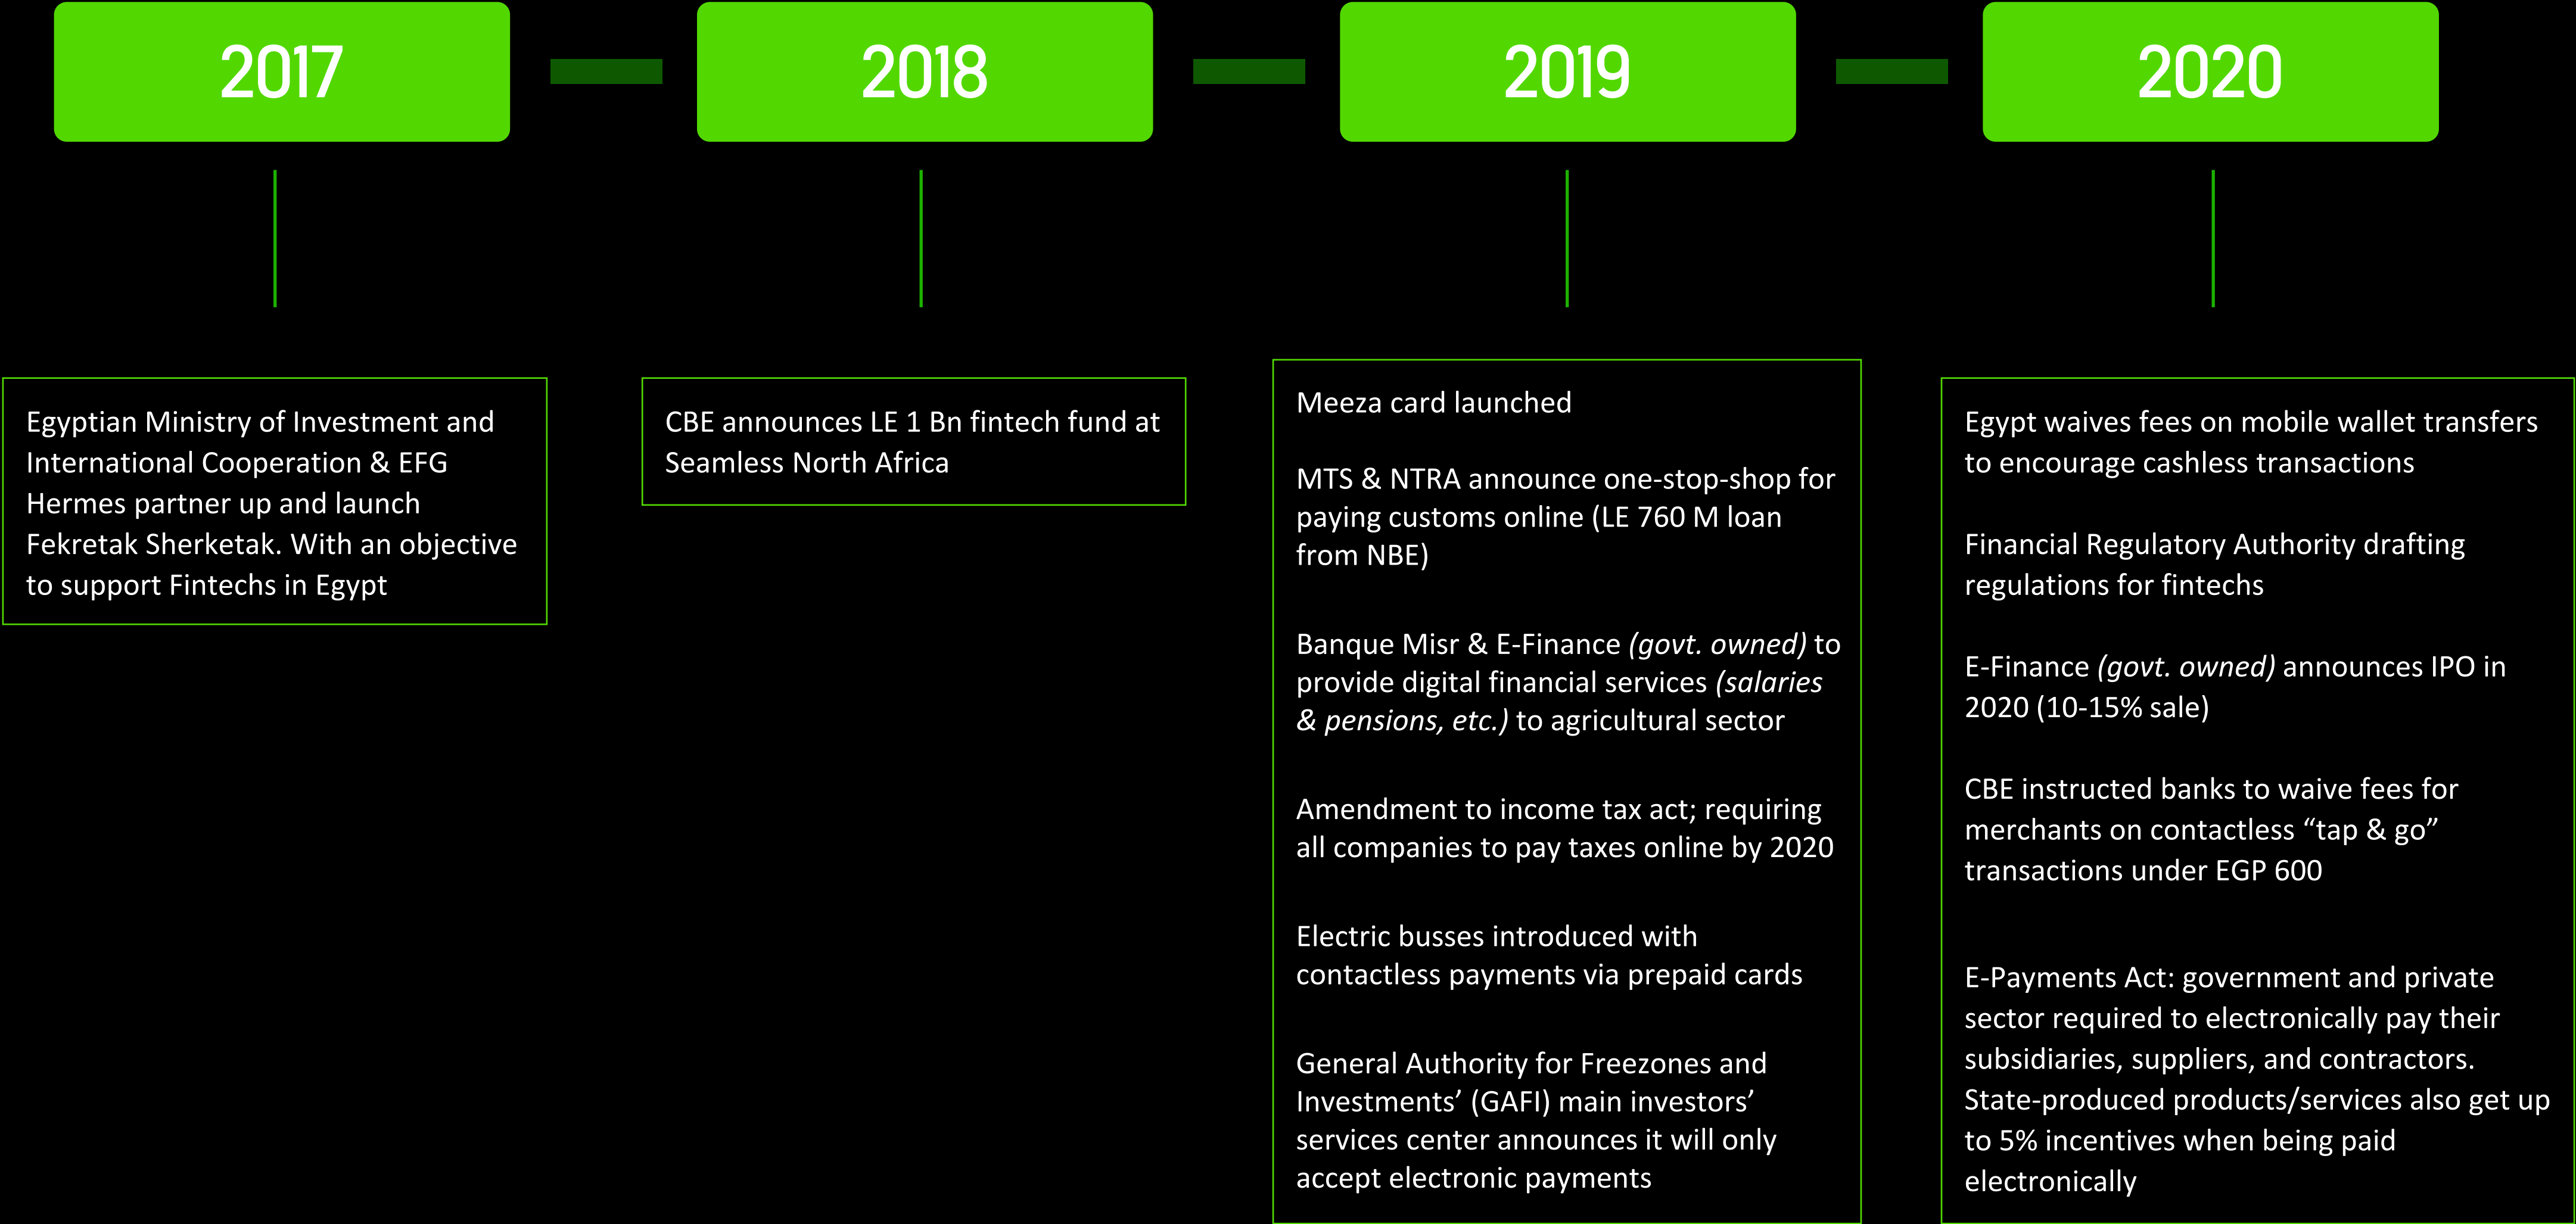 2017
2018
2019
2020
Egyptian Ministry of Investment and
International Cooperation & EFG
Hermes partner up and launch
Fekretak Sherketak. With an objective
to support Fintechs in Egypt
CBE announces LE 1 Bn fintech fund at
Seamless North Africa
Meeza card launched
MTS & NTRA announce one-stop-shop for
paying customs online (LE 760 M loan
from NBE)
Banque Misr & E-Finance (govt. owned) to
provide digital financial services (salaries
& pensions, etc.) to agricultural sector
Amendment to income tax act; requiring
all companies to pay taxes online by 2020
Electric busses introduced with
contactless payments via prepaid cards
General Authority for Freezones and
Investments’ (GAFI) main investors’
services center announces it will only
accept electronic payments
Egypt waives fees on mobile wallet transfers
to encourage cashless transactions
Financial Regulatory Authority drafting
regulations for fintechs
E-Finance (govt. owned) announces IPO in
2020 (10-15% sale)
CBE instructed banks to waive fees for
merchants on contactless “tap & go”
transactions under EGP 600
E-Payments Act: government and private
sector required to electronically pay their
subsidiaries, suppliers, and contractors.
State-produced products/services also get up
to 5% incentives when being paid
electronically